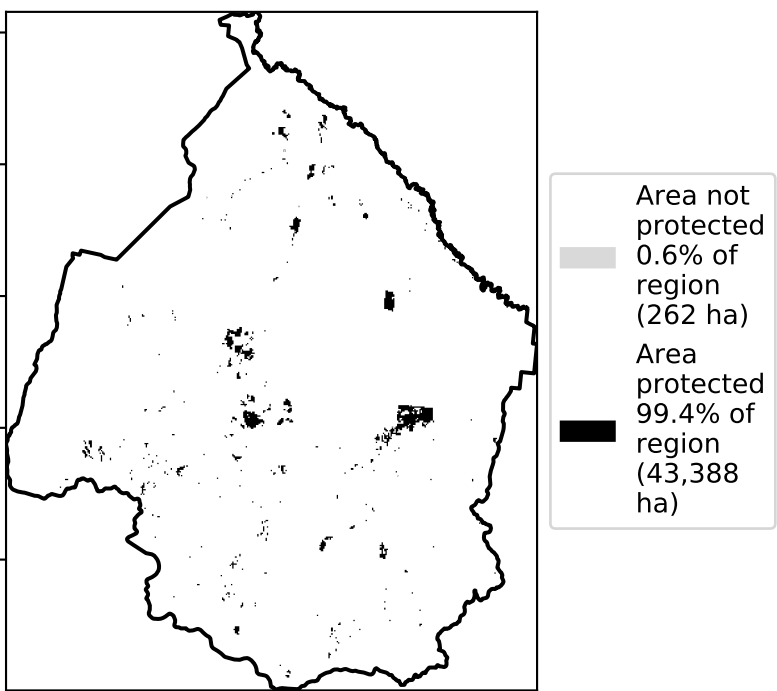 Area not
protected
0.6% of
region
(262 ha)
Area
protected
99.4% of
region
(43,388
ha)